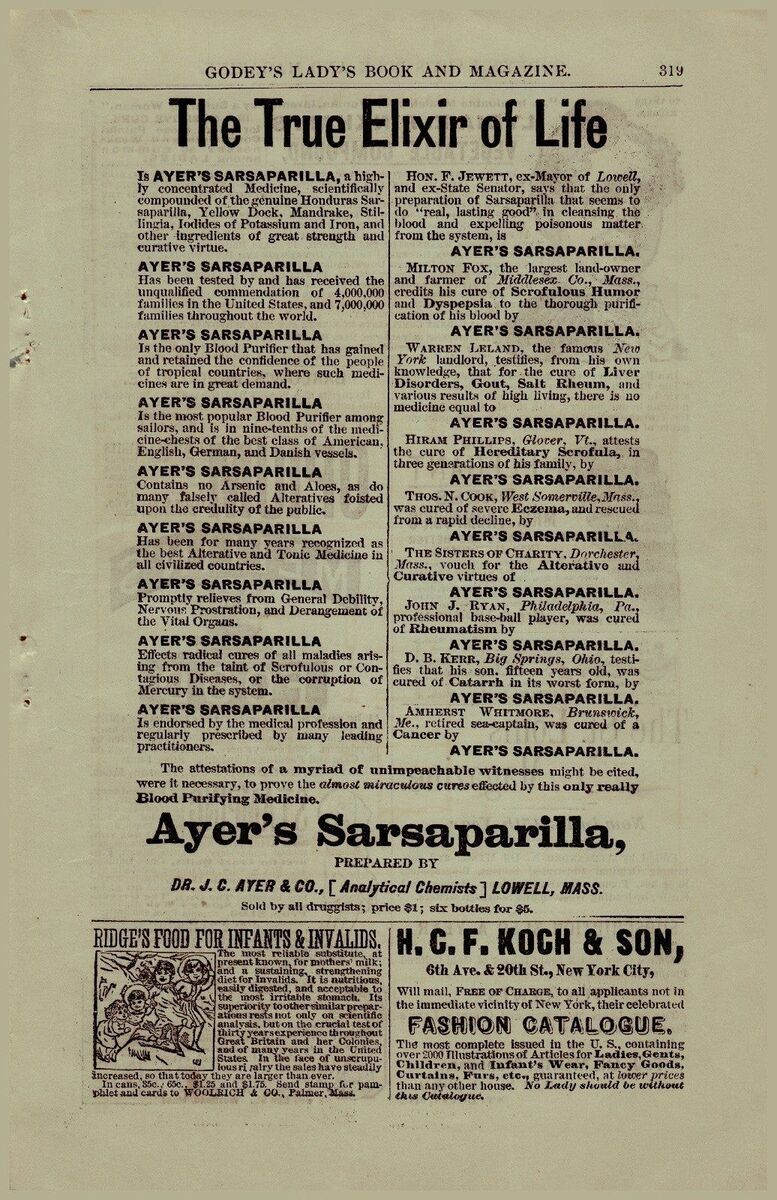 GODEY'S LADY'S BOOK AND MAGAZINE. 319
The True Elixir of Life
Is AYER'S SARSAPARILLA, a high-
ly concentrated Medicine, scientifically
compounded of the genuine Honduras Sar-
saparilla, Yellow Dock, Mandrake, Stil-
lingia, Iodides of Potassium and Iron, and
other ingredients of great strength and
curative virtue.
AYER'S SARSAPARILLA
Has been tested by and has received the
unqualified commendation of 4,000,000
families in the United States, and 7,000,000
families throughout the world.
AYER'S SARSAPARILLA
Is the only Blood Purifier that has gained
and retained the confidence of the people
of tropical countries, where such medi-
cines are in great demand.
AYER'S SARSAPARILLA
Is the most popular Blood Purifier among
sailors, and is in nine-tenths of the medi-
cine-chests of the best class of American,
English, German, and Danish vessels.
AYER'S SARSAPARILLA
Contains no Arsenic and Aloes, as do
many falsely called Alteratives foisted
upon the credulity of the public.
AYER'S SARSAPARILLA
Has been for many years recognized as
the best Alterative and Tonic Medicine in
all civilized countries.
AYER'S SARSAPARILLA
Promptly relieves from General Debility,
Nervous Prostration, and Derangement of
the Vital Organs.
AYER'S SARSAPARILLA
Effects radical cures of all maladies aris-
ing from the taint of Scrofulous or Con-
tagious Diseases, or the corruption of
Mercury in the system.
AYER'S SARSAPARILLA
Is endorsed by the medical profession and
regularly prescribed by many leading
practitioners.
HON. F. JEWETT, ex-Mayor of Lowell,
and ex-State Senator, says that the only
preparation of Sarsaparilla that seems to
do "real, lasting good" in cleansing the
blood and expelling poisonous matter
from the system, is
AYER'S SARSAPARILLA.
MILTON FOX, the largest land-owner
and farmer of Middlesex Co., Mass.,
credits his cure of Scrofulous Humor
and Dyspepsia to the thorough purifi-
cation of his blood by
AYER'S SARSAPARILLA.
WARREN LELAND, the famous New
York landlord, testifies, from his own
knowledge, that for the cure of Liver
Disorders, Gout, Salt Rheum, and
various results of high living, there is no
medicine equal to
AYER'S SARSAPARILLA.
HIRAM PHILLIPS, Glover, Vt., attests
the cure of Hereditary Scrofula, in
three generations of his family, by
AYER'S SARSAPARILLA.
THOS. N. COOK, West Somerville, Mass.,
was cured of severe Eczema, and rescued
from a rapid decline, by
AYER'S SARSAPARILLA.
THE SISTERS OF CHARITY, Dorchester,
Mass., vouch for the Alterative and
Curative virtues of
AYER'S SARSAPARILLA.
JOHN J. RYAN, Philadelphia, Pa.,
professional base-ball player, was cured
of Rheumatism by
AYER'S SARSAPARILLA.
D. B. KERR, Big Springs, Ohio, testi-
fies that his son, fifteen years old, was
cured of Catarrh in its worst form, by
AYER'S SARSAPARILLA.
AMHERST WHITMORE, Brunswick,
Me., retired sea-captain, was cured of a
Cancer by
AYER'S SARSAPARILLA.
The attestations of a myriad of unimpeachable witnesses might be cited,
were it necessary, to prove the almost miraculous cures effected by this only really
Blood Purifying Medicine.
Ayer's Sarsaparilla,
PREPARED BY
DR. J. C. AYER & CO., [Analytical Chemists] LOWELL, MASS.
Sold by all druggists; price $1; six bottles for $5.
RIDGE'S FOOD FOR INFANTS & INVALIDS.
The most reliable substitute, at
present known, for mothers' milk;
and a sustaining, strengthening
diet for Invalids. It is nutritious,
easily digested, and acceptable to
the most irritable stomach. Its
superiority to other similar prepar-
ations rests not only on scientific
analysis, but on the crucial test of
thirty years experience throughout
Great Britain and her Colonies,
and of many years in the United
States. In the face of unscrupu-
lous ri alry the sales have steadily
increased, so that today they are larger than ever.
In cans, 35c., 65c., $1.25 and $1.75. Send stamp for pam-
phlet and cards to WOOLRICH & CO., Palmer, Mass.
H. C. F. KOCH & SON,
6th Ave. & 20th St., New York City,
Will mail, FREE OF CHARGE, to all applicants not in
the immediate vicinity of New York, their celebrated
FASHION CATALOGUE.
The most complete issued in the U. S., containing
over 2000 Illustrations of Articles for Ladies, Gents,
Children, and Infant's Wear, Fancy Goods,
Curtains, Furs, etc., guaranteed, at lower prices
than any other house. No Lady should be without
this Catalogue.